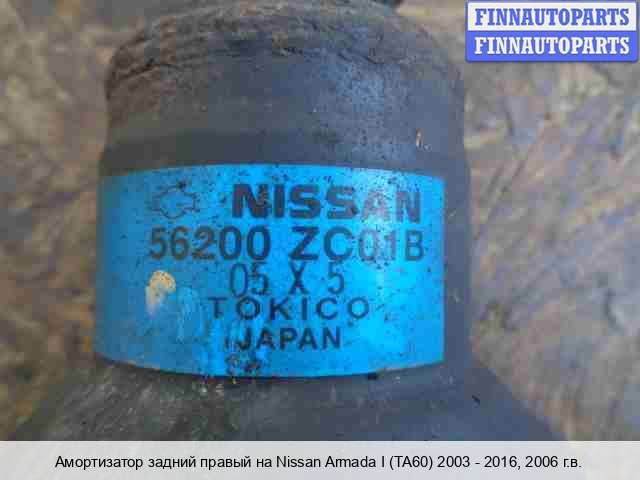 FINNAUTOPARTS
FINNAUTOPARTS
NISSAN
56200 ZC01B
05 X 5
TOKICO
JAPAN
Амортизатор задний правый на Nissan Armada I (TA60) 2003 - 2016, 2006 г.в.